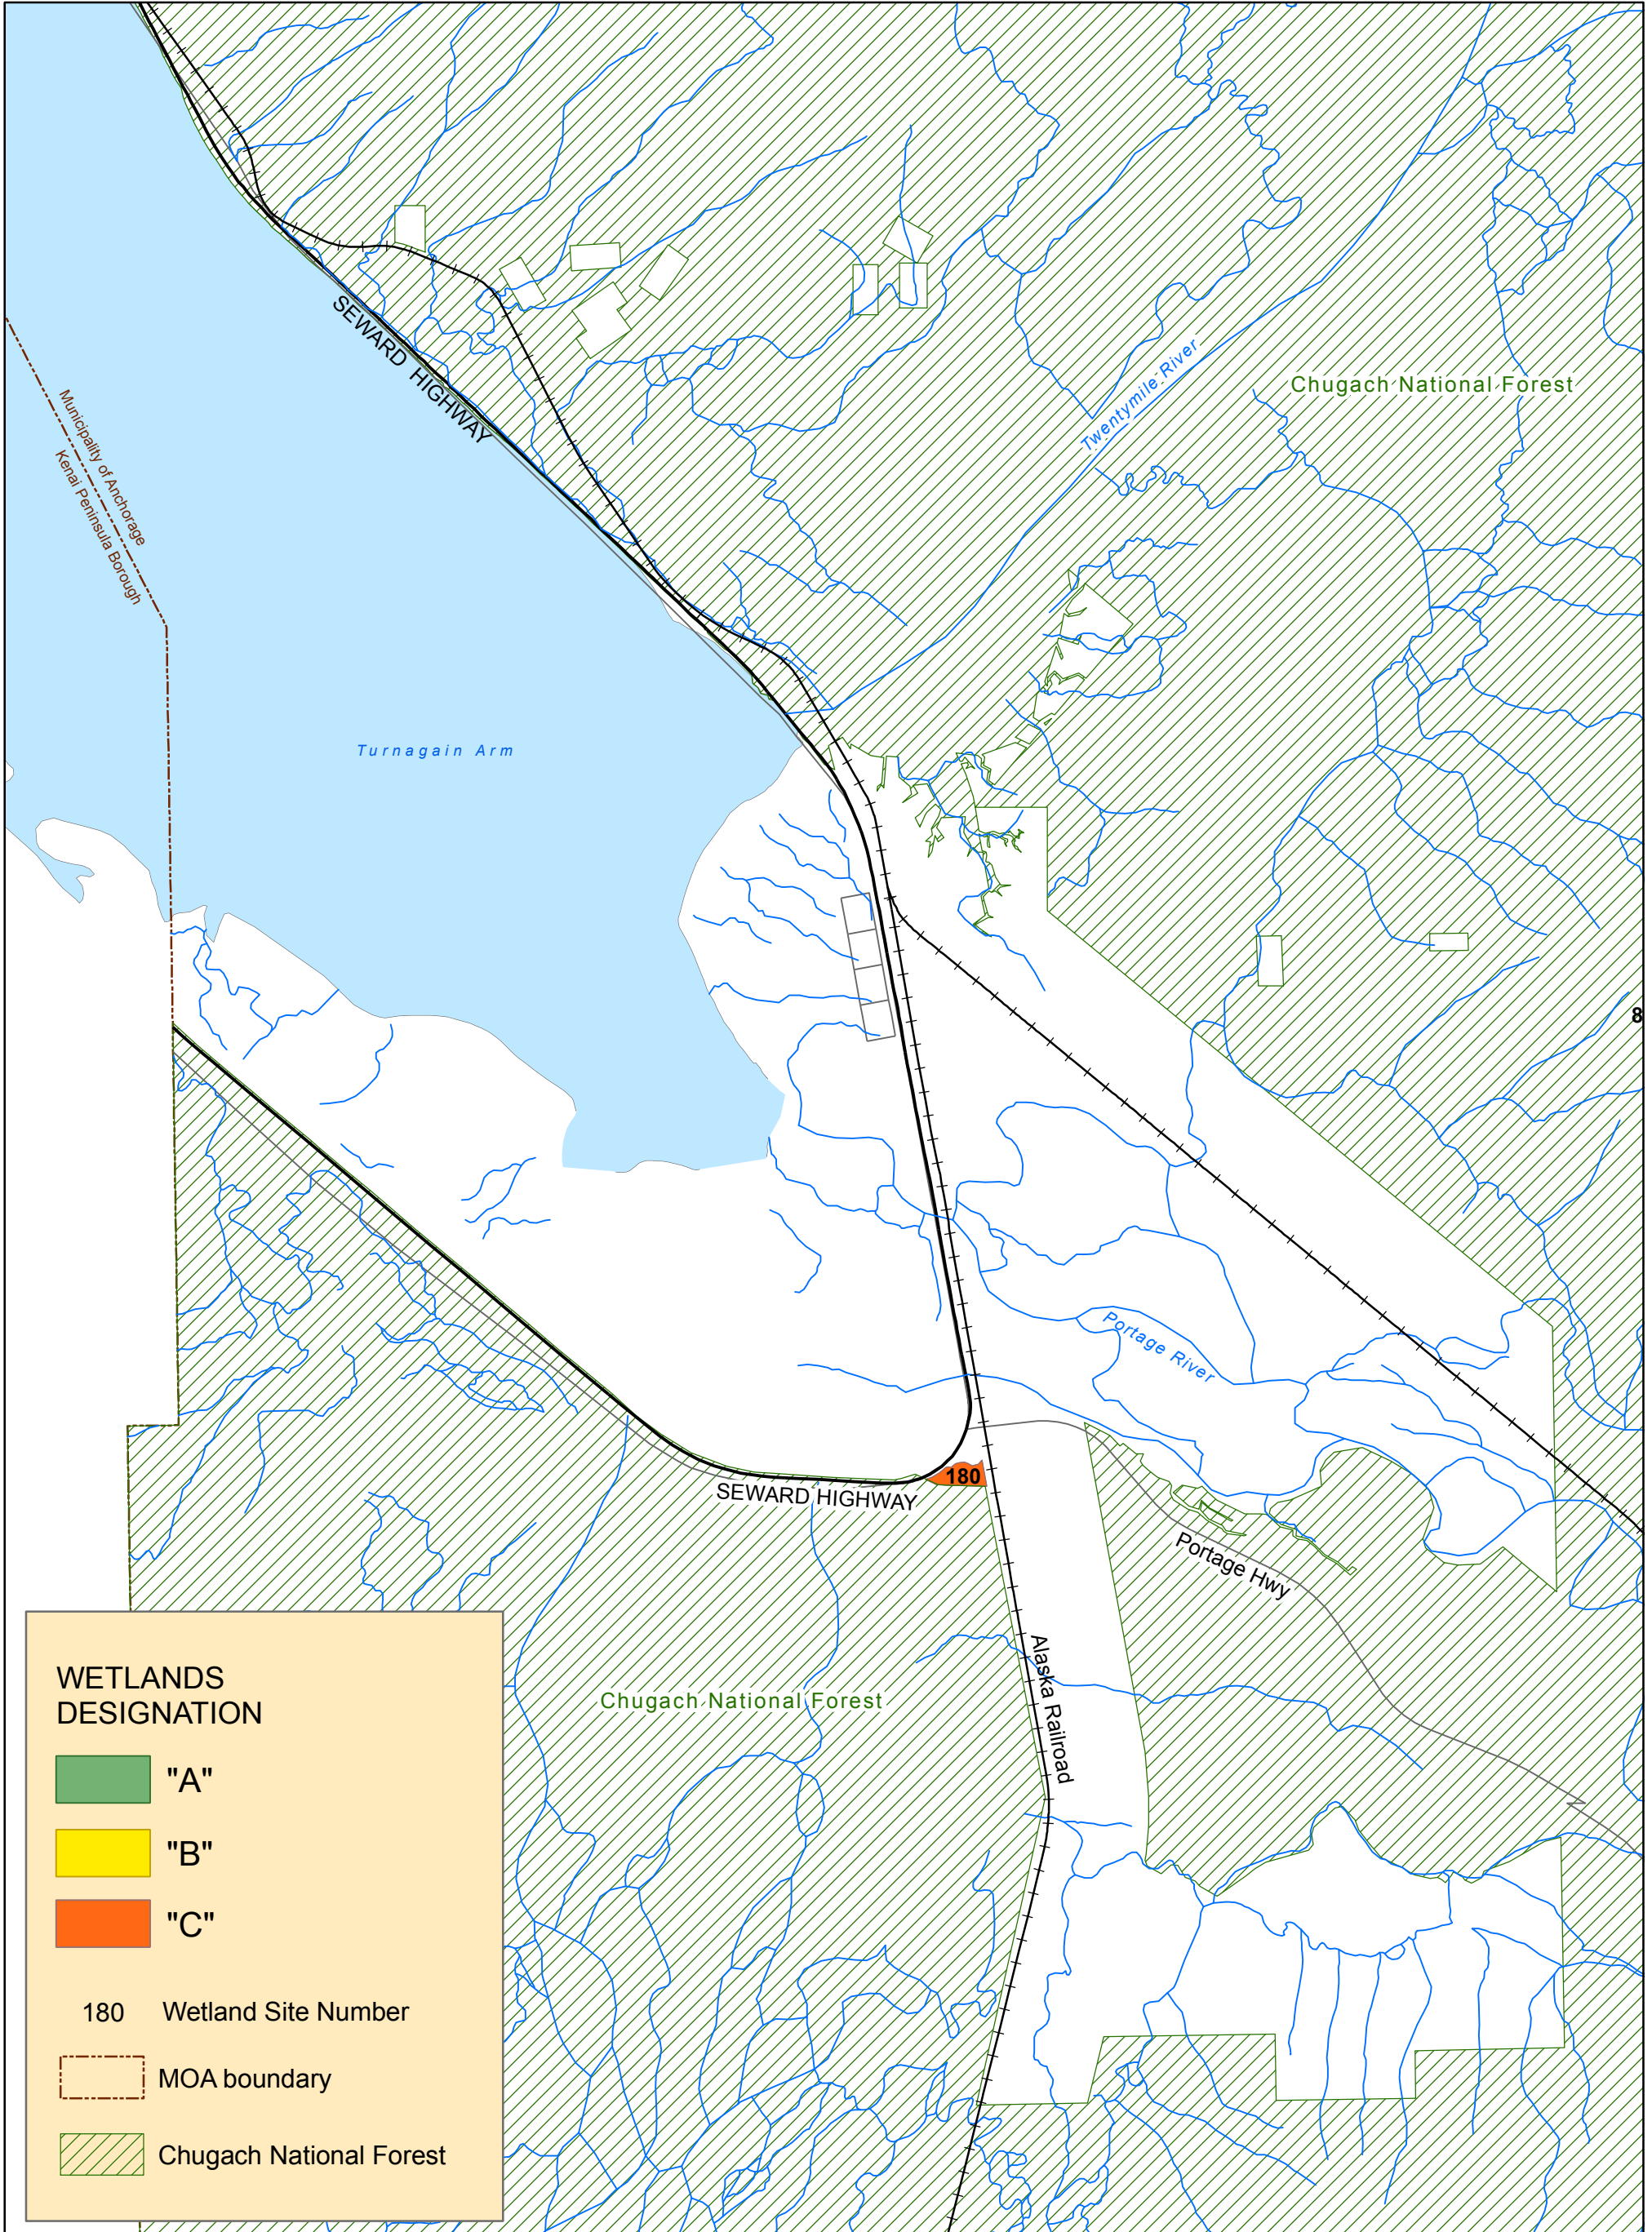 SEWARD HIGHWAY
Twentymile River
Chugach National Forest
Municipality of Anchorage
Kenai Peninsula Borough
Turnagain Arm
8
Portage River
180
SEWARD HIGHWAY
Portage Hwy
Alaska Railroad
Chugach National Forest
WETLANDS
DESIGNATION
"A"
"B"
"C"
180 Wetland Site Number
MOA boundary
Chugach National Forest